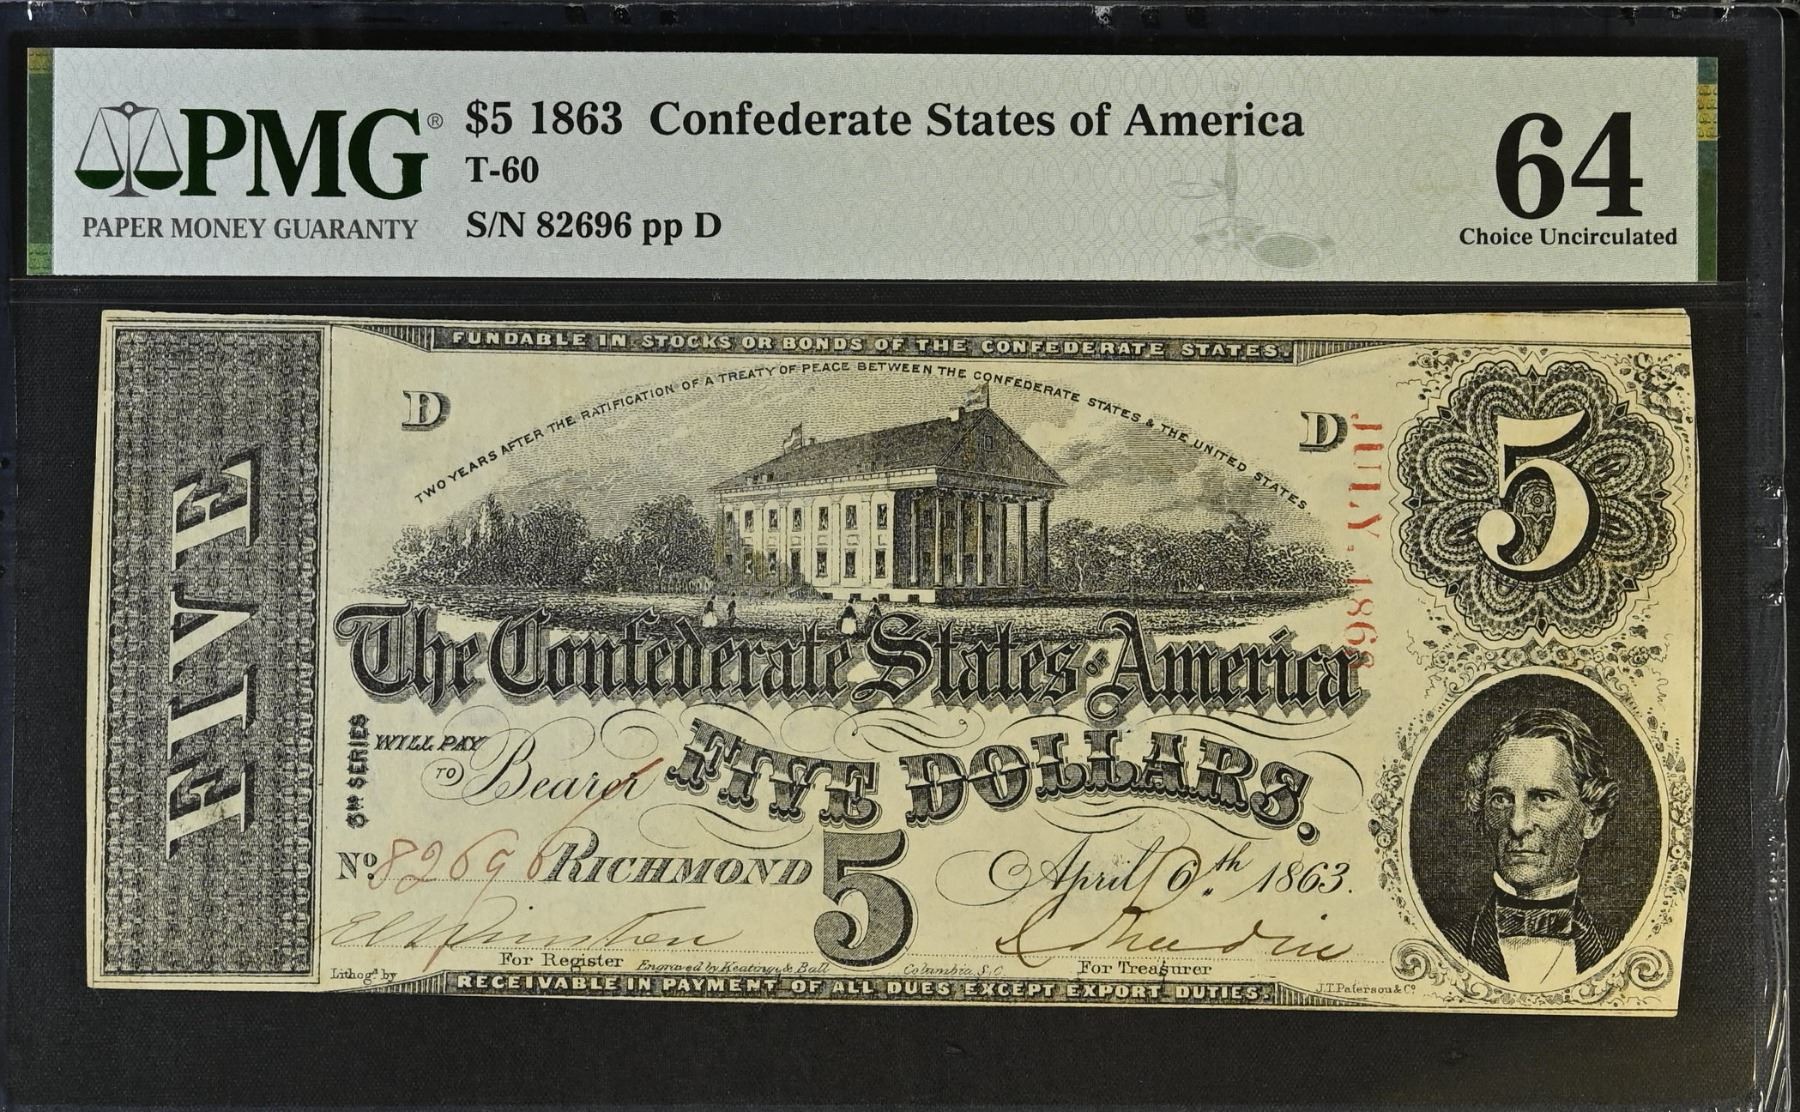 PMG®
PAPER MONEY GUARANTY
$5 1863 Confederate States of America
T-60
S/N 82696 pp D
64
Choice Uncirculated
FUNDABLE IN STOCKS OR BONDS OF THE CONFEDERATE STATES.
TWO YEARS AFTER THE RATIFICATION OF A TREATY OF PEACE BETWEEN THE CONFEDERATE STATES & THE UNITED STATES
FIVE
D
D
JULY, 1863
5
The Confederate States OF America
3RD SERIES
WILL PAY
TO Bearer
FIVE DOLLARS.
No. 82696 RICHMOND
5
April 6th 1863.
For Register
Engraved by Keatinge & Ball
Columbia S.C
For Treasurer
Lithogd by
J.T. Paterson & Co
RECEIVABLE IN PAYMENT OF ALL DUES EXCEPT EXPORT DUTIES.